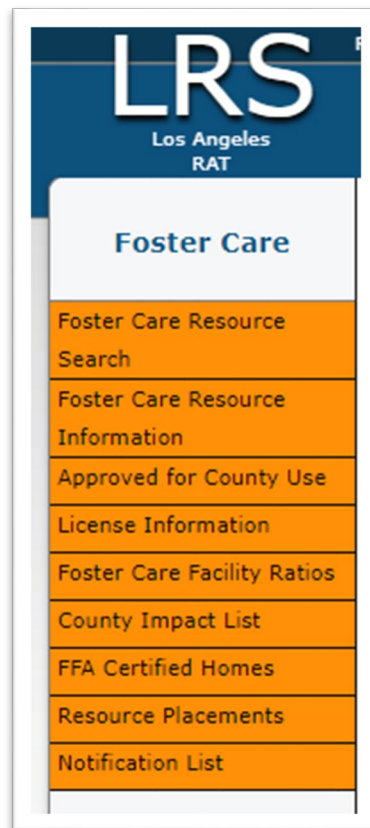 LRS
Los Angeles
RAT
Foster Care
Foster Care Resource
Search
Foster Care Resource
Information
Approved for County Use
License Information
Foster Care Facility Ratios
County Impact List
FFA Certified Homes
Resource Placements
Notification List